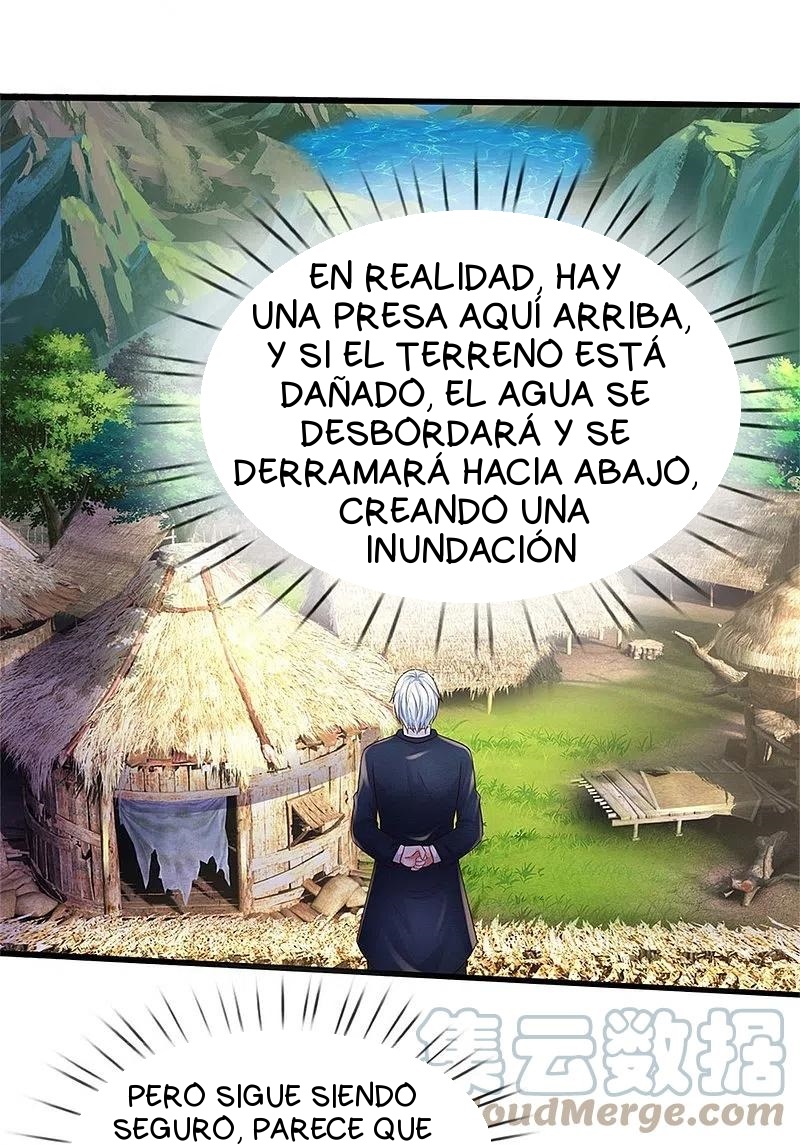 EN REALIDAD, HAY
UNA PRESA AQUÍ ARRIBA,
Y SI EL TERRENO ESTÁ
DAÑADO, EL AGUA SE
DESBORDARÁ Y SE
DERRAMARÁ HACIA ABAJO,
CREANDO UNA
INUNDACIÓN
集云数据
oudMerge.com
PERO SIGUE SIENDO
SEGURO, PARECE QUE